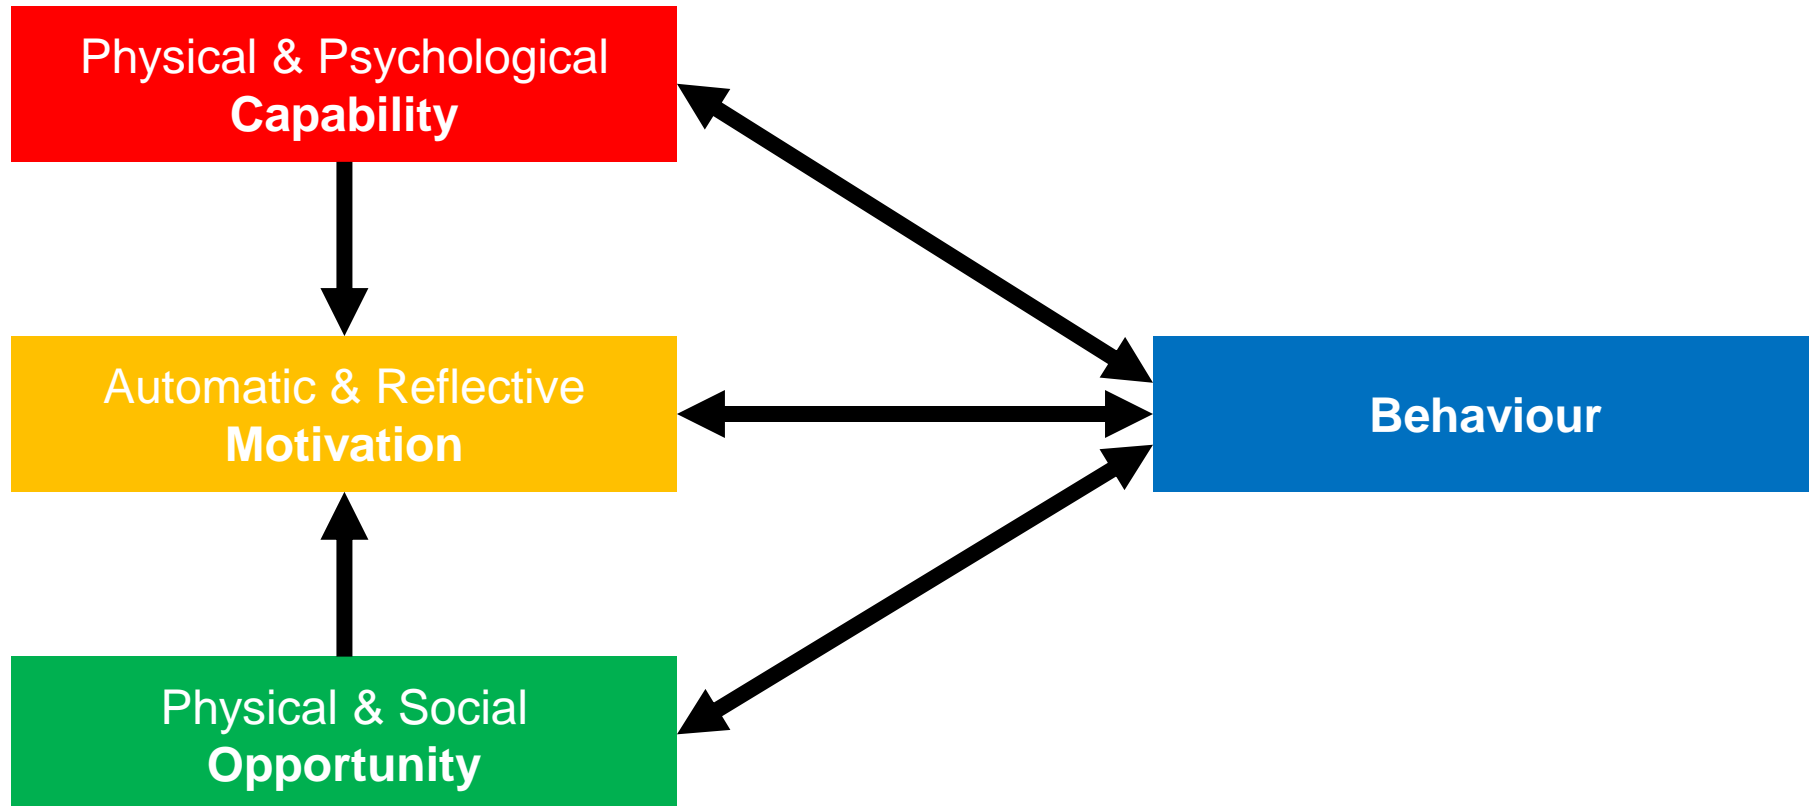 Physical & Psychological
Capability
Automatic & Reflective
Motivation
Behaviour
Physical & Social
Opportunity